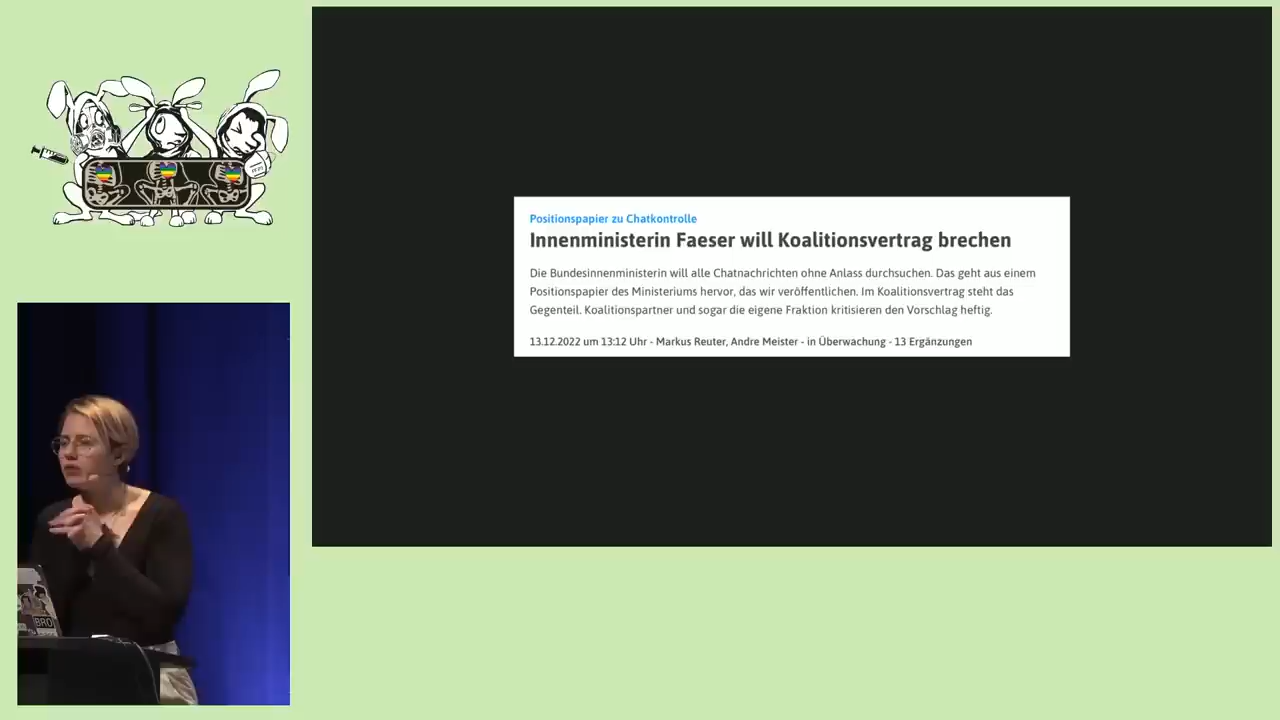 Positionspapier zu Chatkontrolle
Innenministerin Faeser will Koalitionsvertrag brechen
Die Bundesinnenministerin will alle Chatnachrichten ohne Anlass durchsuchen. Das geht aus einem
Positionspapier des Ministeriums hervor, das wir veröffentlichen. Im Koalitionsvertrag steht das
Gegenteil. Koalitionspartner und sogar die eigene Fraktion kritisieren den Vorschlag heftig.
13.12.2022 um 13:12 Uhr - Markus Reuter, Andre Meister - in Überwachung - 13 Ergänzungen
BRO